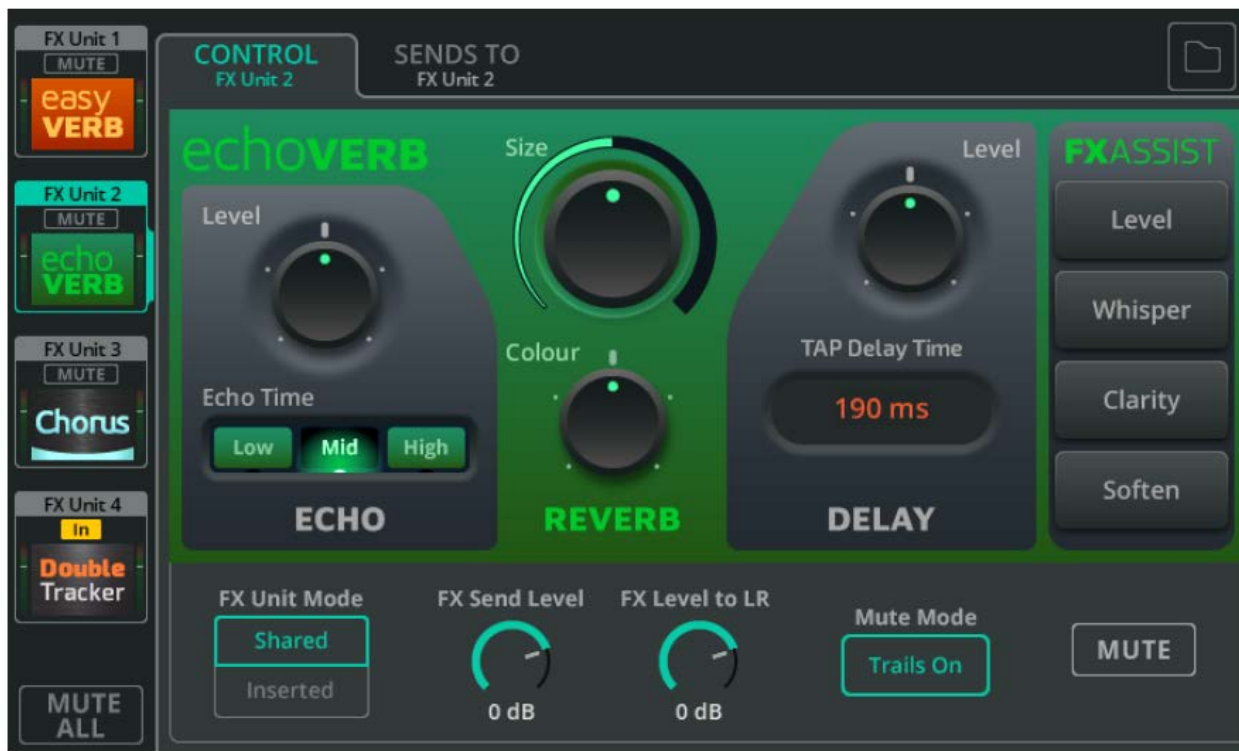 FX Unit 1
MUTE
easy
VERB
FX Unit 2
MUTE
echo
VERB
FX Unit 3
MUTE
Chorus
FX Unit 4
In
Double
Tracker
MUTE
ALL
CONTROL
FX Unit 2
SENDS TO
FX Unit 2
echoVERB
Level
Echo Time
Low Mid High
ECHO
Size
Colour
REVERB
Level
TAP Delay Time
190 ms
DELAY
FXASSIST
Level
Whisper
Clarity
Soften
FX Unit Mode
Shared
Inserted
FX Send Level
0 dB
FX Level to LR
0 dB
Mute Mode
Trails On
MUTE